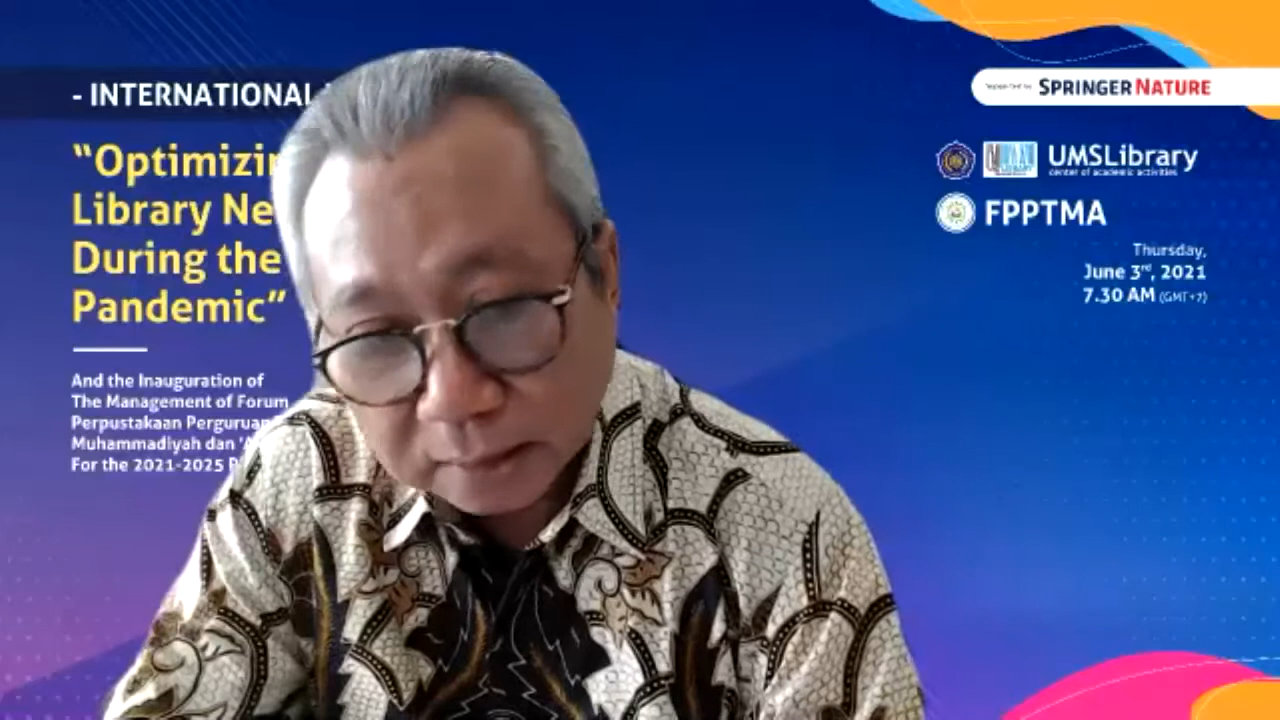 - INTERNATIONAL
“Optimizin
Library Ne
During the
Pandemic”
And the Inauguration of
The Management of Forum
Perpustakaan Perguruan
Muhammadiyah dan 'A
For the 2021-2025 P
SPRINGER NATURE
UMSLibrary
center of academic activities
FPPTMA
Thursday,
June 3rd, 2021
7.30 AM (GMT+7)